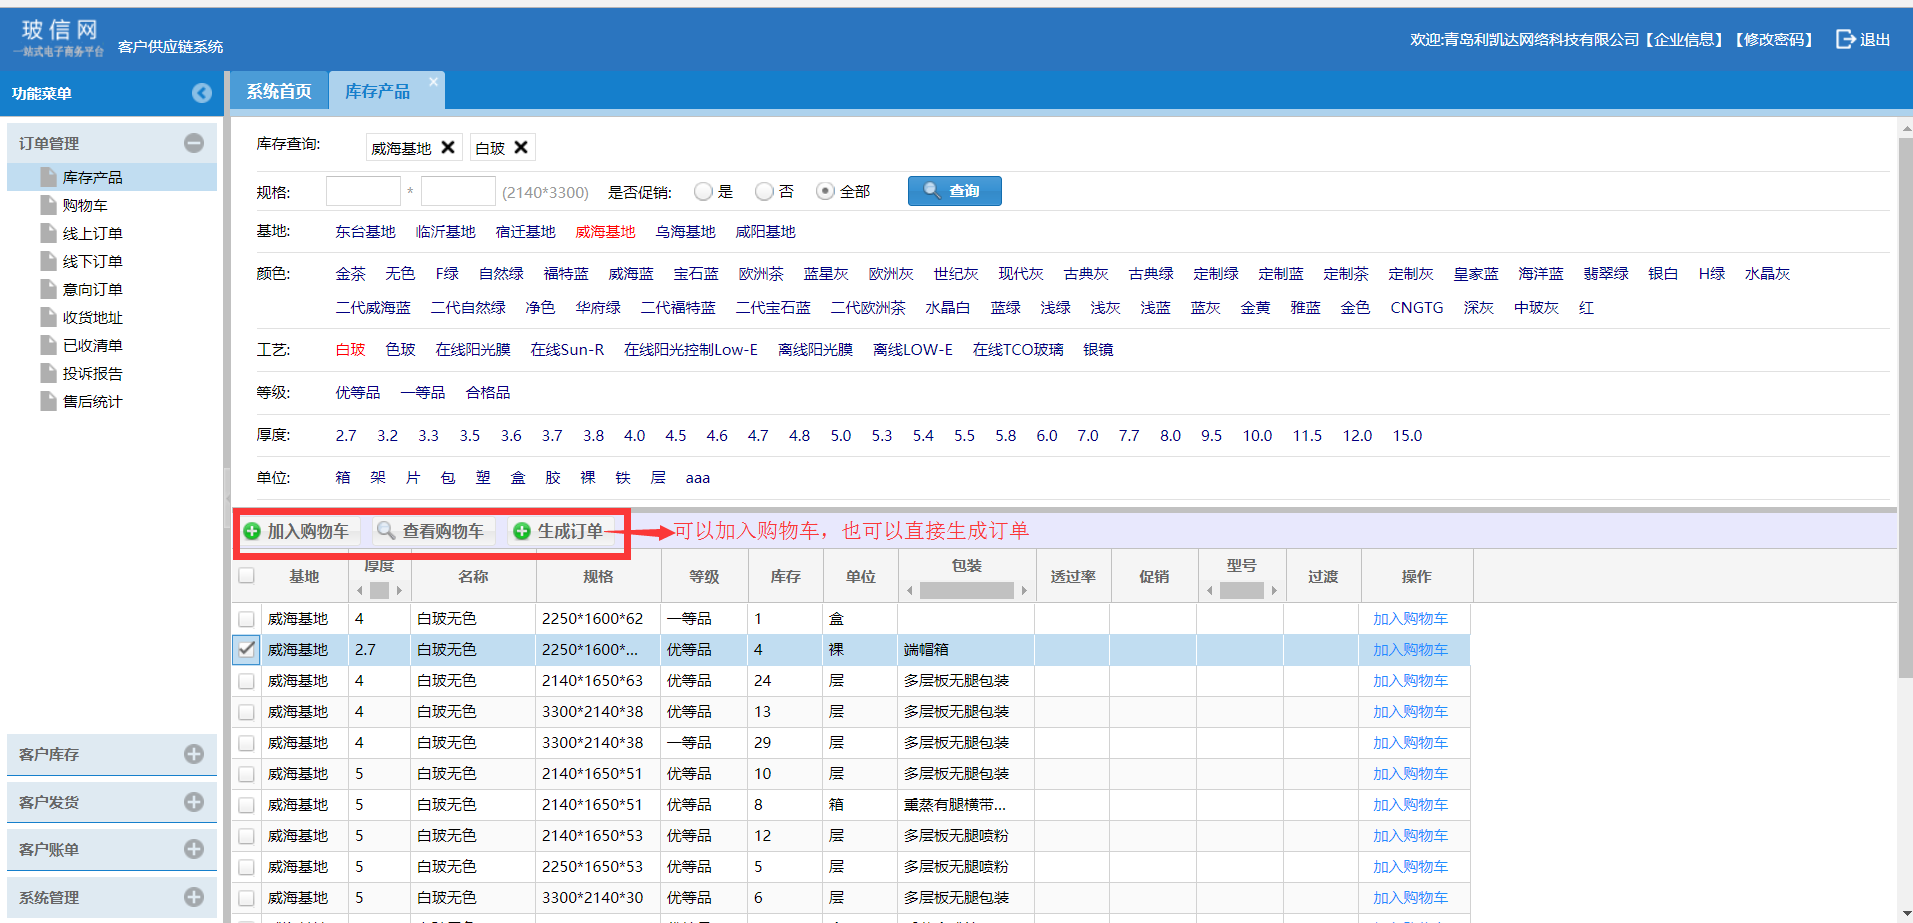 玻信网
一站式电子商务平台
客户供应链系统
欢迎:青岛利凯达网络科技有限公司【企业信息】【修改密码】 退出
功能菜单
系统首页 库存产品
订单管理
库存产品
购物车
线上订单
线下订单
意向订单
收货地址
已收清单
投诉报告
售后统计
客户库存
客户发货
客户账单
系统管理
库存查询: 威海基地 白玻
规格: * (2140*3300) 是否促销: 是 否 全部 查询
基地: 东台基地 临沂基地 宿迁基地 威海基地 乌海基地 咸阳基地
颜色: 金茶 无色 F绿 自然绿 福特蓝 威海蓝 宝石蓝 欧洲茶 蓝星灰 欧洲灰 世纪灰 现代灰 古典灰 古典绿 定制绿 定制蓝 定制茶 定制灰 皇家蓝 海洋蓝 翡翠绿 银白 H绿 水晶灰
二代威海蓝 二代自然绿 净色 华府绿 二代福特蓝 二代宝石蓝 二代欧洲茶 水晶白 蓝绿 浅绿 浅灰 浅蓝 蓝灰 金黄 雅蓝 金色 CNGTG 深灰 中玻灰 红
工艺: 白玻 色玻 在线阳光膜 在线Sun-R 在线阳光控制Low-E 离线阳光膜 离线LOW-E 在线TCO玻璃 银镜
等级: 优等品 一等品 合格品
厚度: 2.7 3.2 3.3 3.5 3.6 3.7 3.8 4.0 4.5 4.6 4.7 4.8 5.0 5.3 5.4 5.5 5.8 6.0 7.0 7.7 8.0 9.5 10.0 11.5 12.0 15.0
单位: 箱 架 片 包 塑 盒 胶 裸 铁 层 aaa
加入购物车 查看购物车 生成订单 可以加入购物车，也可以直接生成订单
基地 厚度 名称 规格 等级 库存 单位 包装 透过率 促销 型号 过渡 操作
威海基地 4 白玻无色 2250*1600*62 一等品 1 盒 加入购物车
威海基地 2.7 白玻无色 2250*1600*... 优等品 4 裸 端帽箱 加入购物车
威海基地 4 白玻无色 2140*1650*63 优等品 24 层 多层板无腿包装 加入购物车
威海基地 4 白玻无色 3300*2140*38 优等品 13 层 多层板无腿包装 加入购物车
威海基地 4 白玻无色 3300*2140*38 一等品 29 层 多层板无腿包装 加入购物车
威海基地 5 白玻无色 2140*1650*51 优等品 10 层 多层板无腿包装 加入购物车
威海基地 5 白玻无色 2140*1650*51 优等品 8 箱 熏蒸有腿横带... 加入购物车
威海基地 5 白玻无色 2140*1650*53 优等品 12 层 多层板无腿喷粉 加入购物车
威海基地 5 白玻无色 2250*1650*53 优等品 5 层 多层板无腿喷粉 加入购物车
威海基地 5 白玻无色 3300*2140*30 优等品 6 层 多层板无腿包装 加入购物车